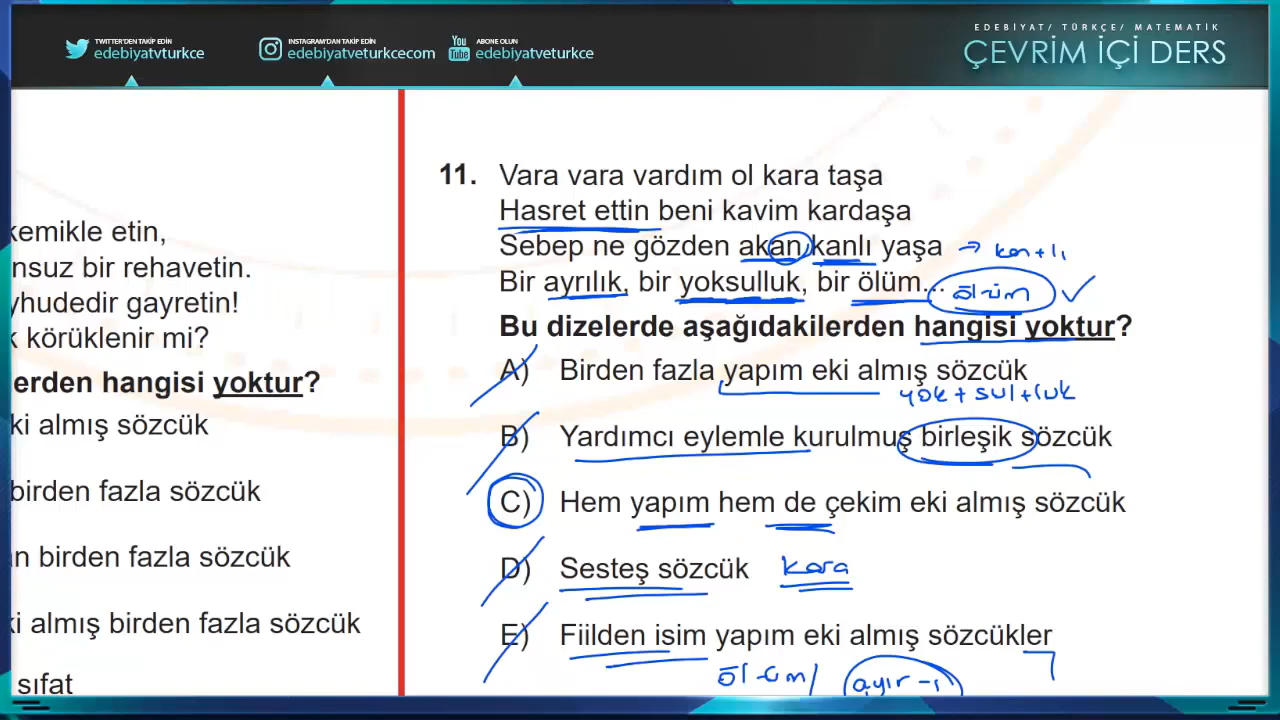 TWITTER'DEN TAKİP EDİN
edebiyatvturkce
INSTAGRAM'DAN TAKİP EDİN
edebiyatveturkcecom
You Tube
ABONE OLUN
edebiyatveturkce
EDEBİYAT/ TÜRKÇE/ MATEMATİK
ÇEVRİM İÇİ DERS
kemikle etin,
nsuz bir rehavetin.
yhudedir gayretin!
k körüklenir mi?
erden hangisi yoktur?
ki almış sözcük
birden fazla sözcük
an birden fazla sözcük
ki almış birden fazla sözcük
sıfat
11. Vara vara vardım ol kara taşa
Hasret ettin beni kavim kardaşa
Sebep ne gözden akan kanlı yaşa → kan+lı
Bir ayrılık, bir yoksulluk, bir ölüm... öl-üm
Bu dizelerde aşağıdakilerden hangisi yoktur?
A) Birden fazla yapım eki almış sözcük
yok + sul+luk
B) Yardımcı eylemle kurulmuş birleşik sözcük
C) Hem yapım hem de çekim eki almış sözcük
D) Sesteş sözcük kara
E) Fiilden isim yapım eki almış sözcükler
öl-üm/ ayır-ı